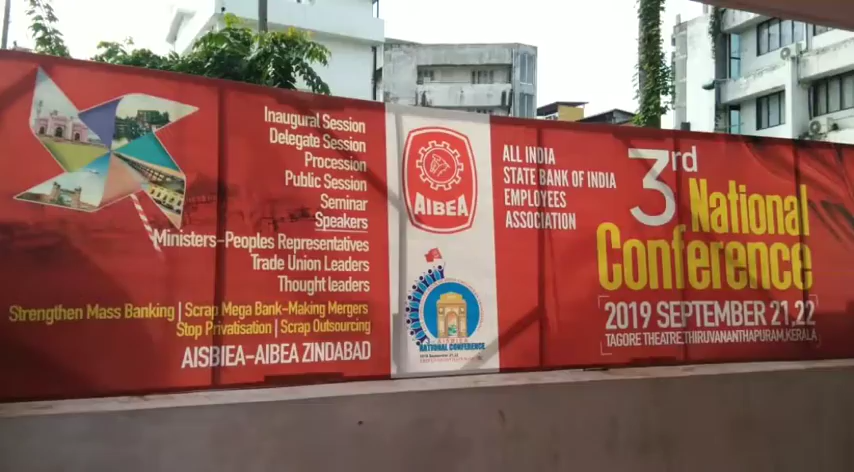 Inaugural Session
Delegate Session
Procession
Public Session
Seminar
Speakers
Ministers-Peoples Representatives
Trade Union Leaders
Thought leaders
Strengthen Mass Banking | Scrap Mega Bank-Making Mergers
Stop Privatisation | Scrap Outsourcing
AISBIEA-AIBEA ZINDABAD
AIBEA
NATIONAL CONFERENCE
ALL INDIA
STATE BANK OF INDIA
EMPLOYEES
ASSOCIATION
3rd
National
Conference
2019 SEPTEMBER 21,22
TAGORE THEATRE,THIRUVANANTHAPURAM,KERALA